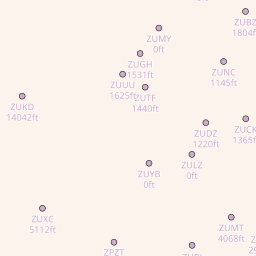 ZUBZ
1804ft
ZUMY
0ft
ZUGH
1531ft
ZUNC
1145ft
ZUUU
1625ft
ZUTF
1440ft
ZUKD
14042ft
ZUDZ
1220ft
ZUCK
1365ft
ZULZ
0ft
ZUYB
0ft
ZUXC
5112ft
ZUMT
4068ft
ZPZT